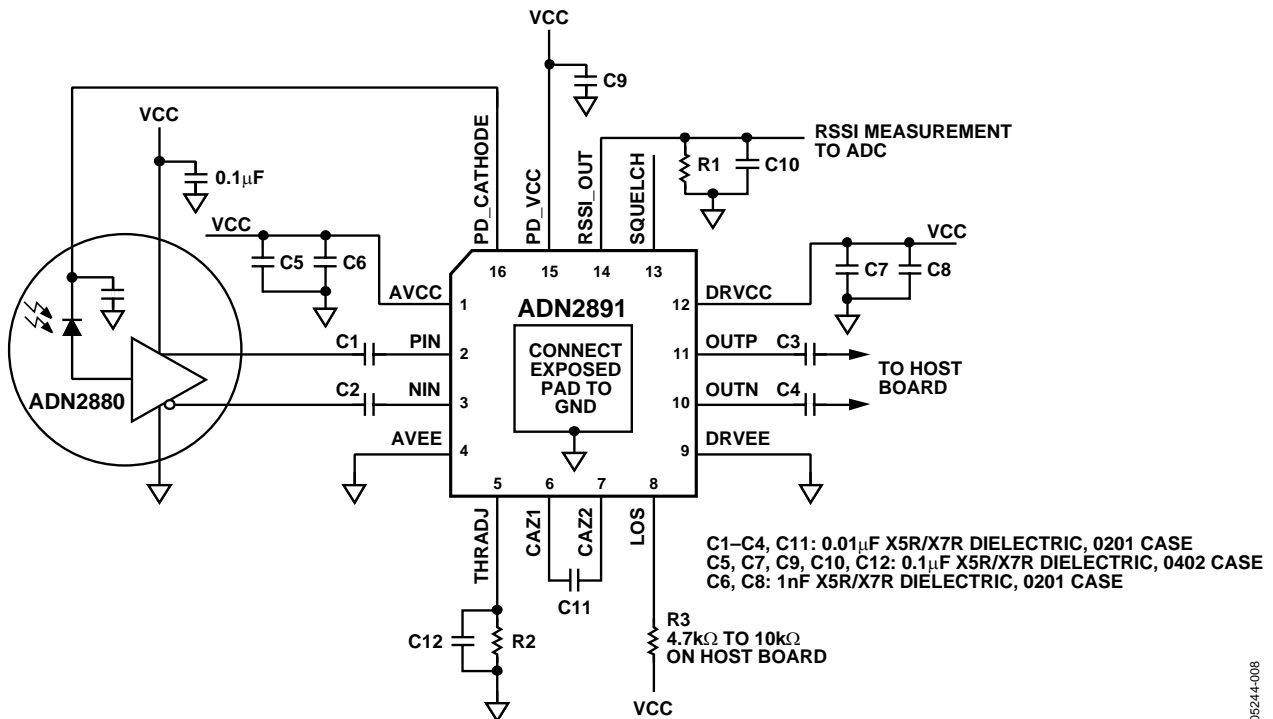 VCC
C9
VCC
0.1µF
PD_CATHODE
PD_VCC
RSSI_OUT
SQUELCH
R1
C10
RSSI MEASUREMENT
TO ADC
VCC
C5
C6
C7
C8
VCC
16
15
14
13
AVCC
1
ADN2891
12
DRVCC
C1
PIN
2
CONNECT
EXPOSED
PAD TO
GND
11
OUTP
C3
TO HOST
BOARD
ADN2880
C2
NIN
3
10
OUTN
C4
AVEE
4
9
DRVEE
5
6
7
8
THRADJ
CAZ1
CAZ2
LOS
C11
C12
R2
R3
4.7kΩ TO 10kΩ
ON HOST BOARD
VCC
C1–C4, C11: 0.01µF X5R/X7R DIELECTRIC, 0201 CASE
C5, C7, C9, C10, C12: 0.1µF X5R/X7R DIELECTRIC, 0402 CASE
C6, C8: 1nF X5R/X7R DIELECTRIC, 0201 CASE
05244-008